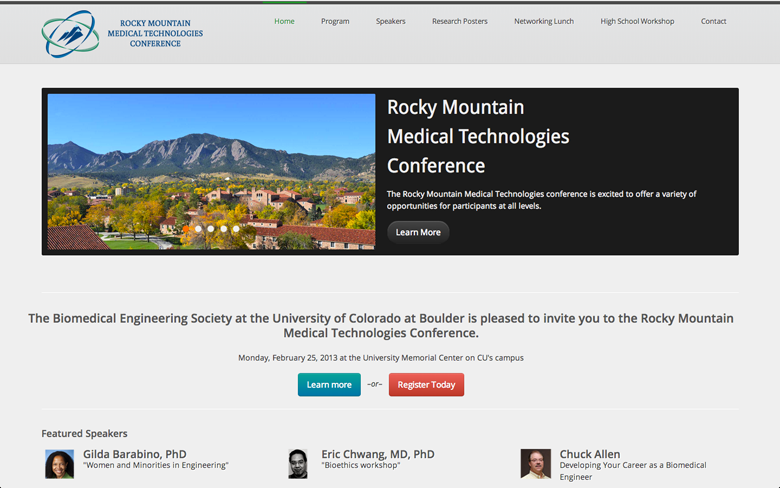 ROCKY MOUNTAIN
MEDICAL TECHNOLOGIES
CONFERENCE
Home
Program
Speakers
Research Posters
Networking Lunch
High School Workshop
Contact
Rocky Mountain
Medical Technologies
Conference
The Rocky Mountain Medical Technologies conference is excited to offer a variety of
opportunities for participants at all levels.
Learn More
The Biomedical Engineering Society at the University of Colorado at Boulder is pleased to invite you to the Rocky Mountain
Medical Technologies Conference.
Monday, February 25, 2013 at the University Memorial Center on CU's campus
Learn more –or– Register Today
Featured Speakers
Gilda Barabino, PhD
"Women and Minorities in Engineering"
Eric Chwang, MD, PhD
"Bioethics workshop"
Chuck Allen
Developing Your Career as a Biomedical
Engineer